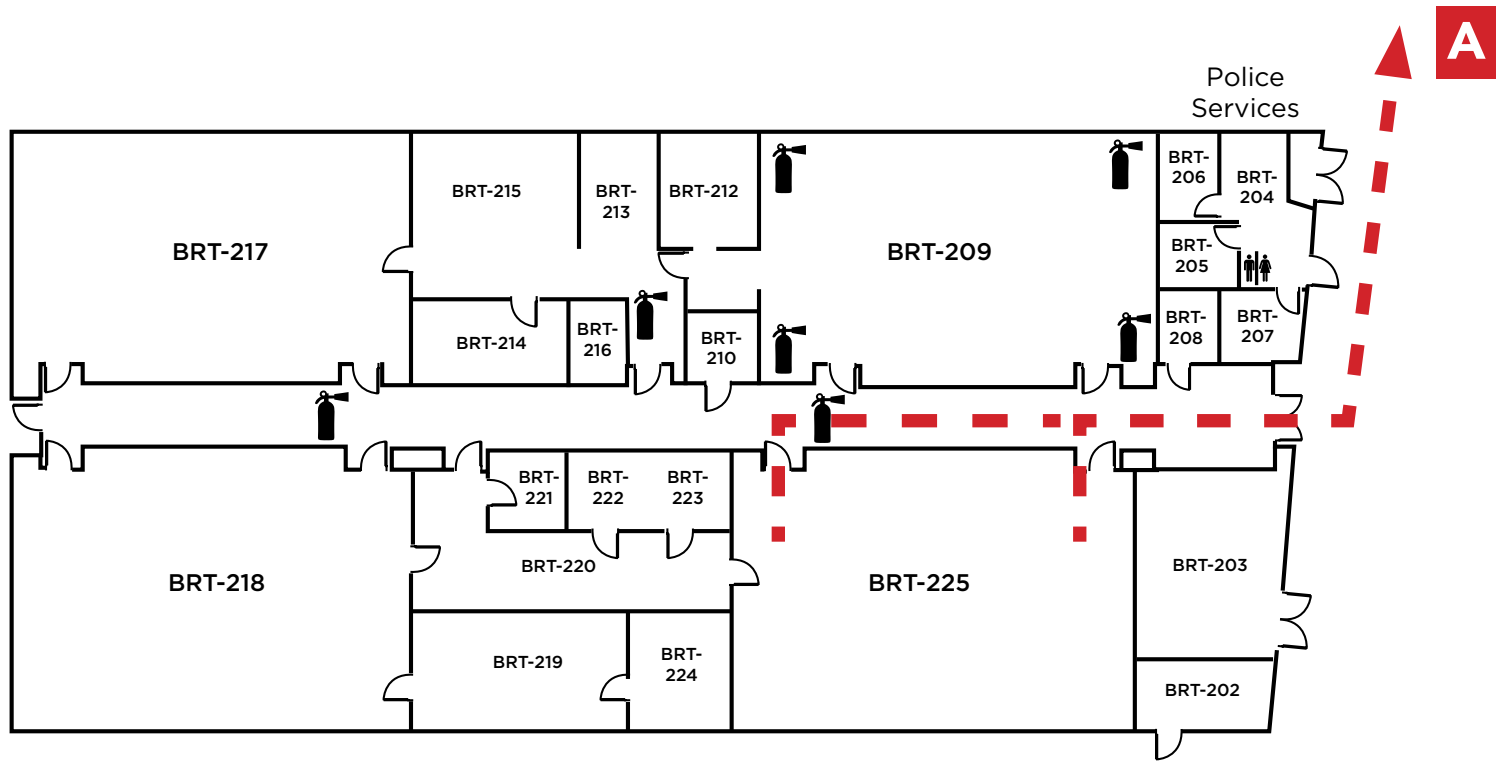 A
Police
Services
BRT-
206
BRT-
204
BRT-215
BRT-
213
BRT-212
BRT-217
BRT-209
BRT-
205
BRT-214
BRT-
216
BRT-
210
BRT-
208
BRT-
207
BRT-
221
BRT-
222
BRT-
223
BRT-218
BRT-220
BRT-225
BRT-203
BRT-219
BRT-
224
BRT-202